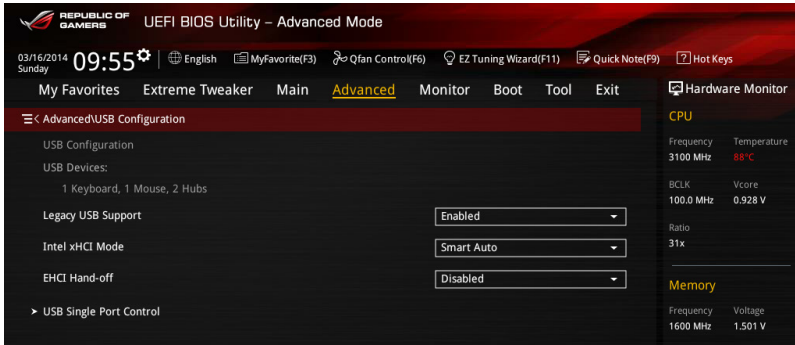 REPUBLIC OF
GAMERS
UEFI BIOS Utility – Advanced Mode
03/16/2014
Sunday
09:55
English
MyFavorite(F3)
Qfan Control(F6)
EZ Tuning Wizard(F11)
Quick Note(F9)
? Hot Keys
My Favorites Extreme Tweaker Main Advanced Monitor Boot Tool Exit
< Advanced\USB Configuration
USB Configuration
USB Devices:
1 Keyboard, 1 Mouse, 2 Hubs
Legacy USB Support Enabled
Intel xHCI Mode Smart Auto
EHCI Hand-off Disabled
> USB Single Port Control
Hardware Monitor
CPU
Frequency Temperature
3100 MHz 88°C
BCLK Vcore
100.0 MHz 0.928 V
Ratio
31x
Memory
Frequency Voltage
1600 MHz 1.501 V